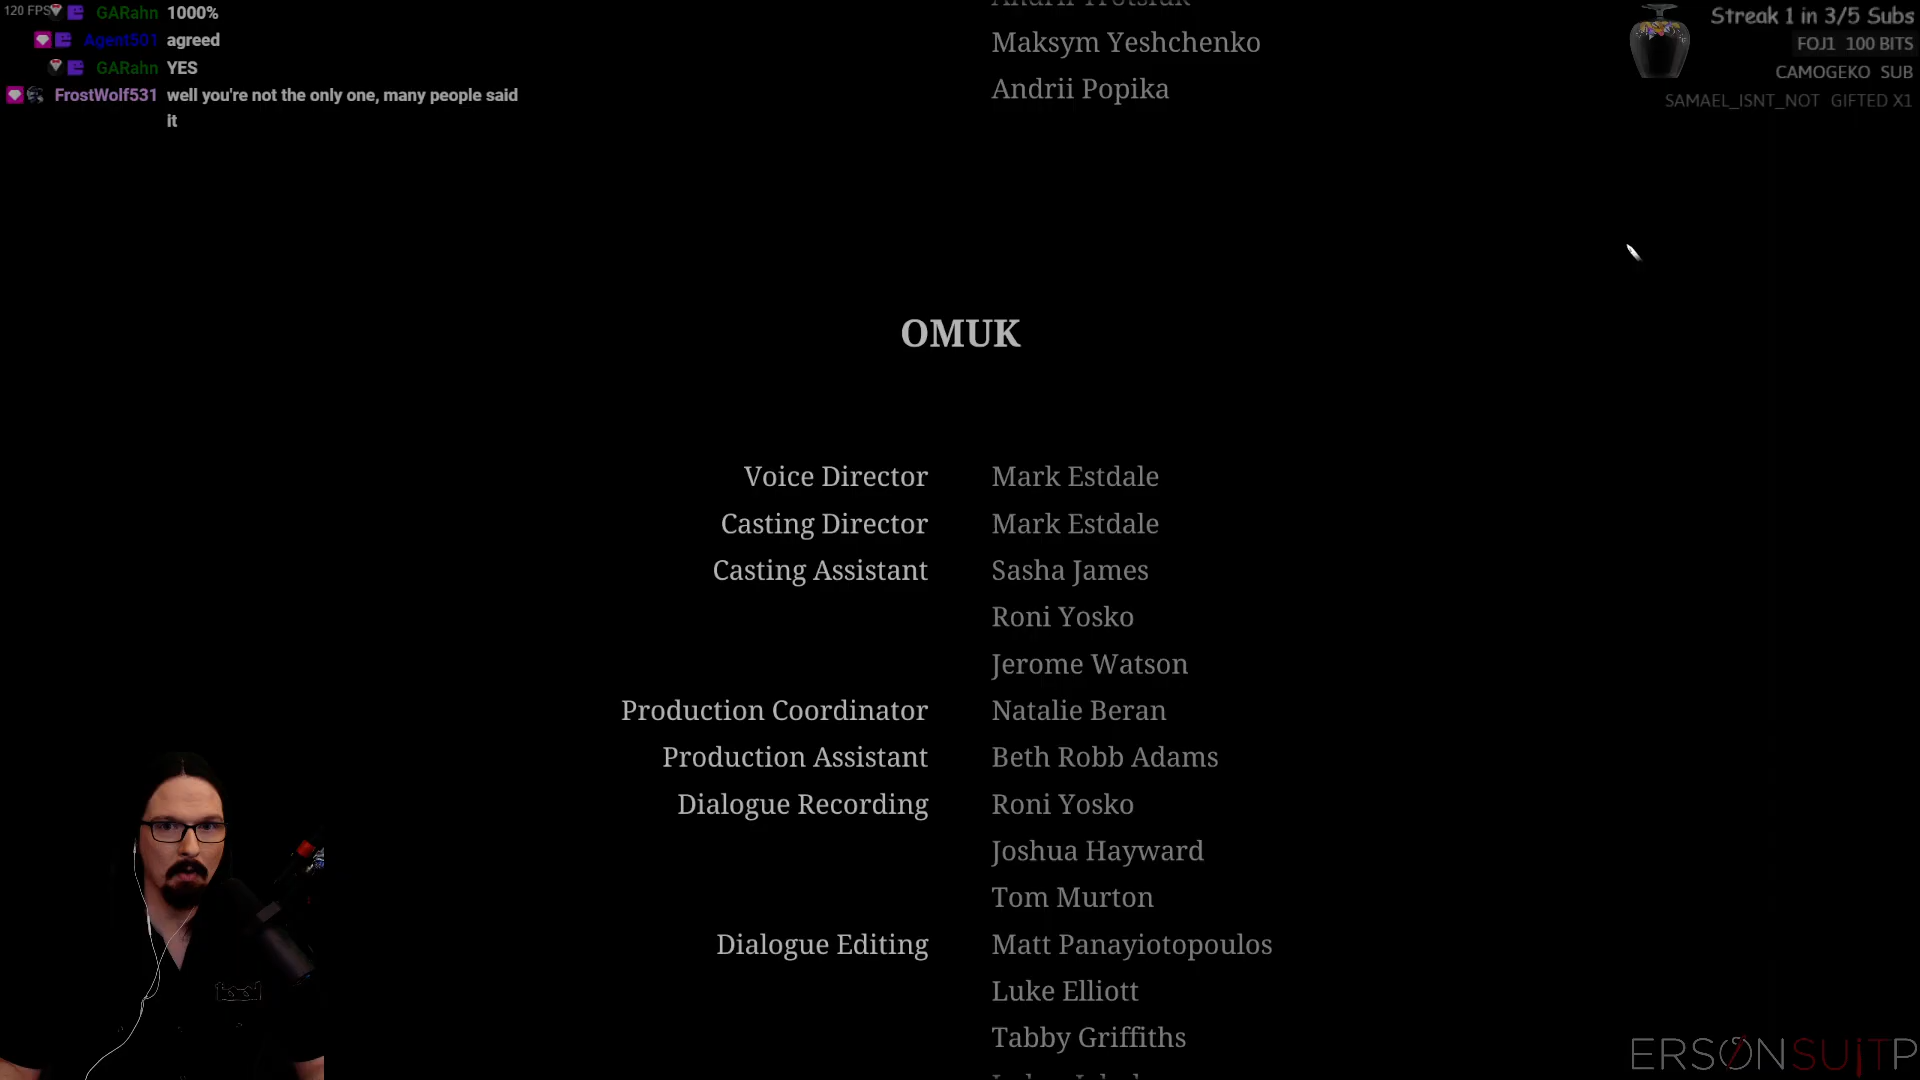 120 FPS
GARahn 1000%
Agent501 agreed
GARahn YES
FrostWolf531 well you're not the only one, many people said
it
Streak 1 in 3/5 Subs
FOJ1 100 BITS
CAMOGEKO SUB
SAMAEL_ISNT_NOT GIFTED X1
Maksym Yeshchenko
Andrii Popika
OMUK
Voice Director Mark Estdale
Casting Director Mark Estdale
Casting Assistant Sasha James
Roni Yosko
Jerome Watson
Production Coordinator Natalie Beran
Production Assistant Beth Robb Adams
Dialogue Recording Roni Yosko
Joshua Hayward
Tom Murton
Dialogue Editing Matt Panayiotopoulos
Luke Elliott
Tabby Griffiths
ERSONSUITP